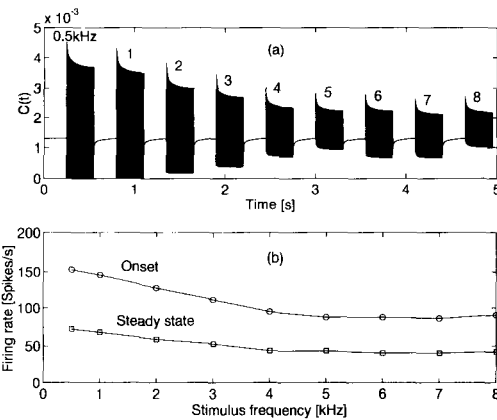 5 x 10⁻³
0.5kHz
(a)
1
2
3
4
5
6
7
8
4
3
2
1
0
C(t)
0 1 2 3 4 5
Time [s]
200
150
100
50
0
Firing rate [Spikes/s]
(b)
Onset
Steady state
0 1 2 3 4 5 6 7 8
Stimulus frequency [kHz]